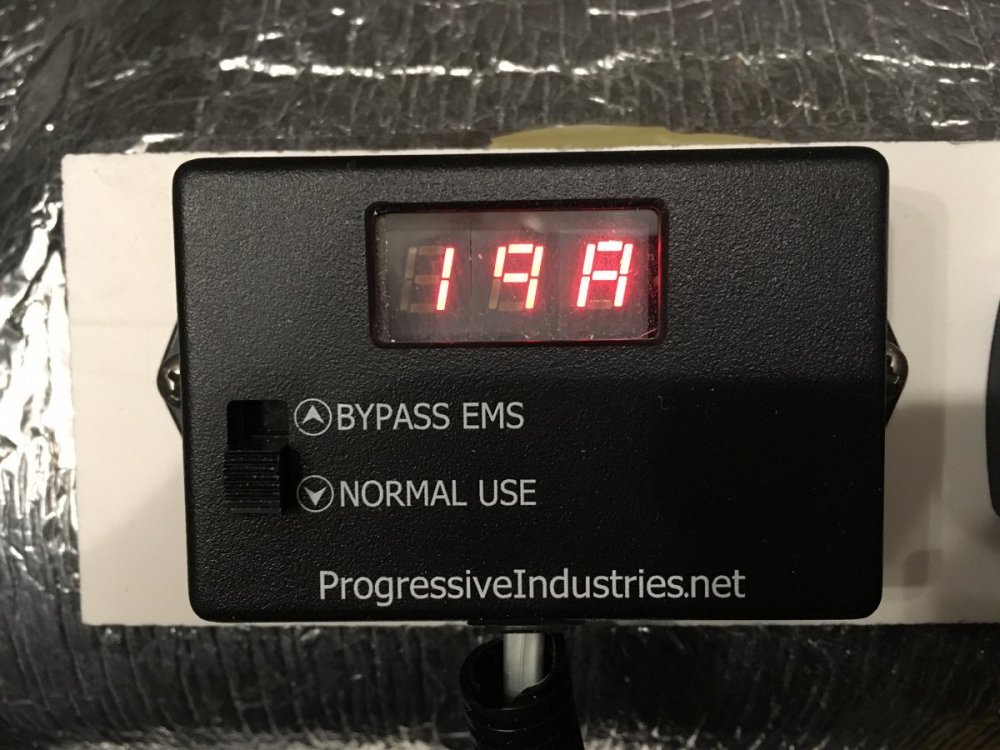 19A
BYPASS EMS
NORMAL USE
ProgressiveIndustries.net